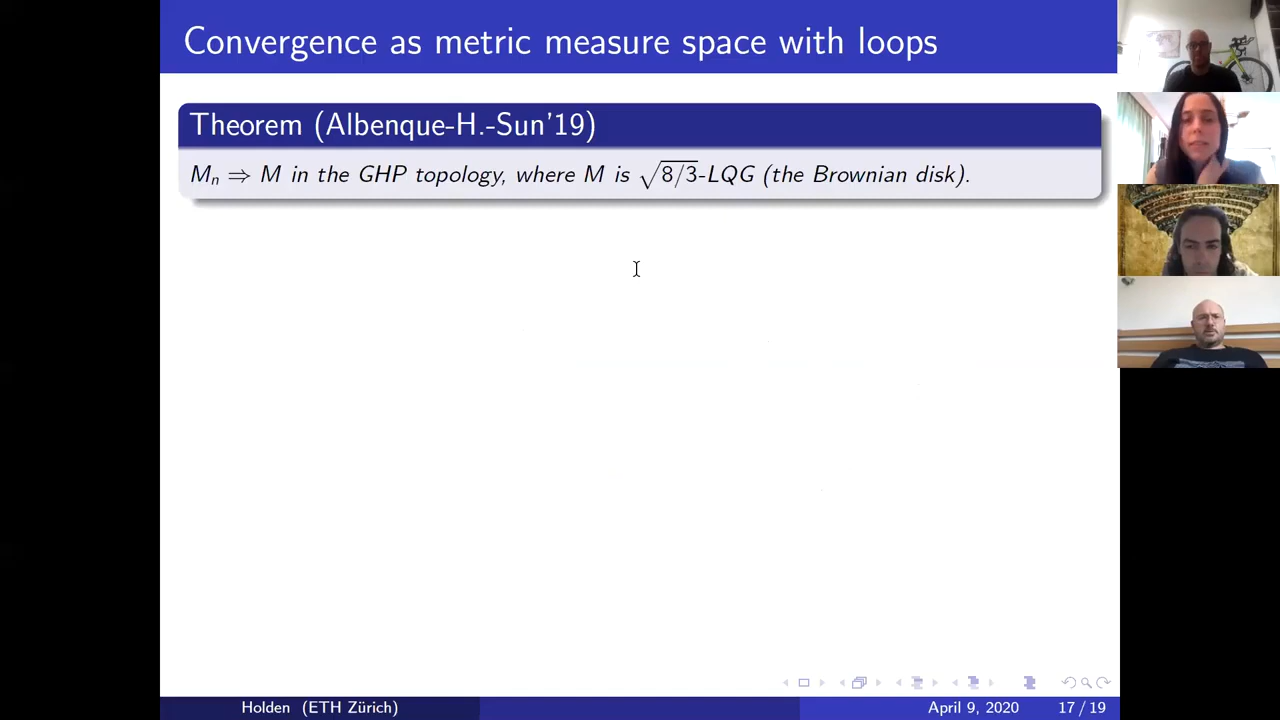 Convergence as metric measure space with loops
Theorem (Albenque-H.-Sun'19)
Mₙ ⇒ M in the GHP topology, where M is √8/3-LQG (the Brownian disk).
Holden (ETH Zürich)
April 9, 2020
17 / 19